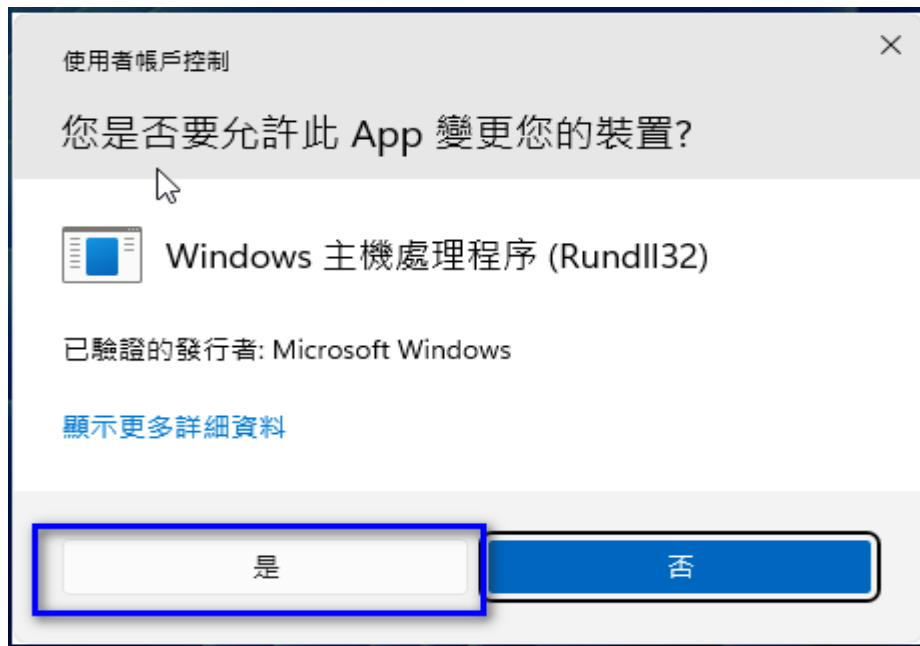 使用者帳戶控制
您是否要允許此 App 變更您的裝置?
Windows 主機處理程序 (Rundll32)
已驗證的發行者: Microsoft Windows
顯示更多詳細資料
是
否